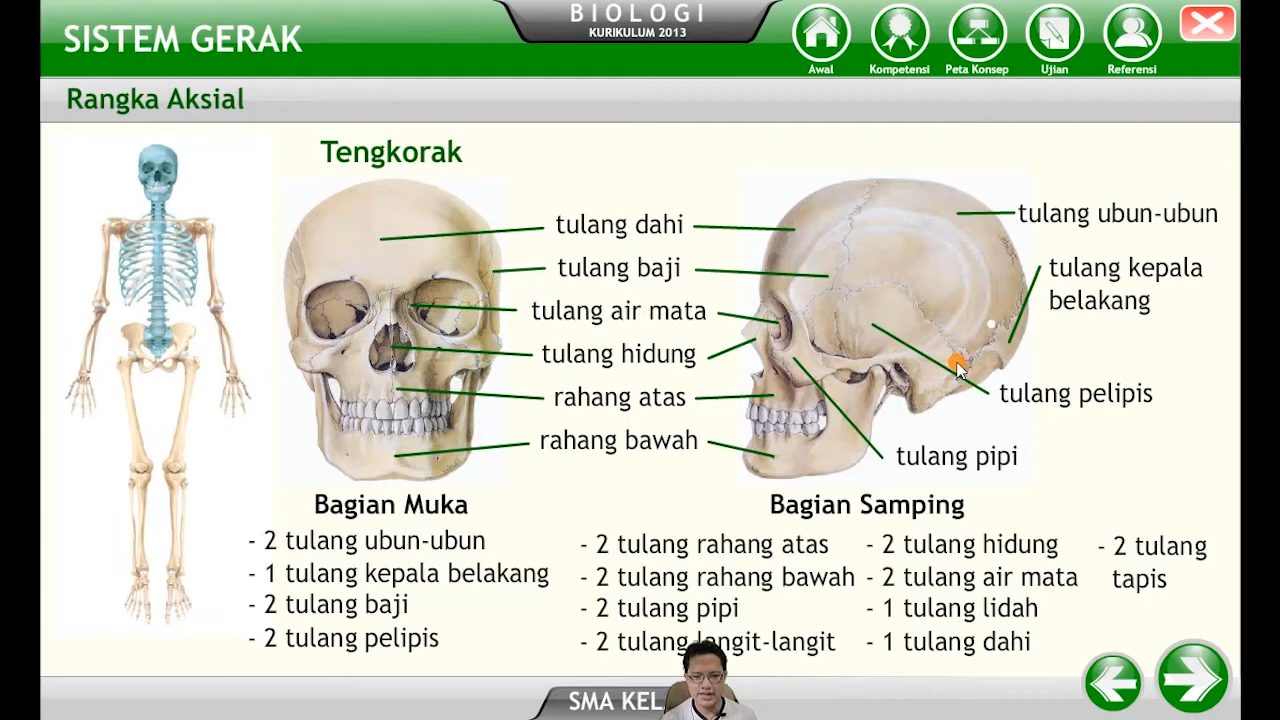 BIOLOGI
KURIKULUM 2013
SISTEM GERAK
Awal
Kompetensi
Peta Konsep
Ujian
Referensi
Rangka Aksial
Tengkorak
tulang dahi
tulang baji
tulang air mata
tulang hidung
rahang atas
rahang bawah
tulang ubun-ubun
tulang kepala
belakang
tulang pelipis
tulang pipi
Bagian Muka
Bagian Samping
- 2 tulang ubun-ubun
- 1 tulang kepala belakang
- 2 tulang baji
- 2 tulang pelipis
- 2 tulang rahang atas
- 2 tulang rahang bawah
- 2 tulang pipi
- 2 tulang langit-langit
- 2 tulang hidung
- 2 tulang air mata
- 1 tulang lidah
- 1 tulang dahi
- 2 tulang
tapis
SMA KEL